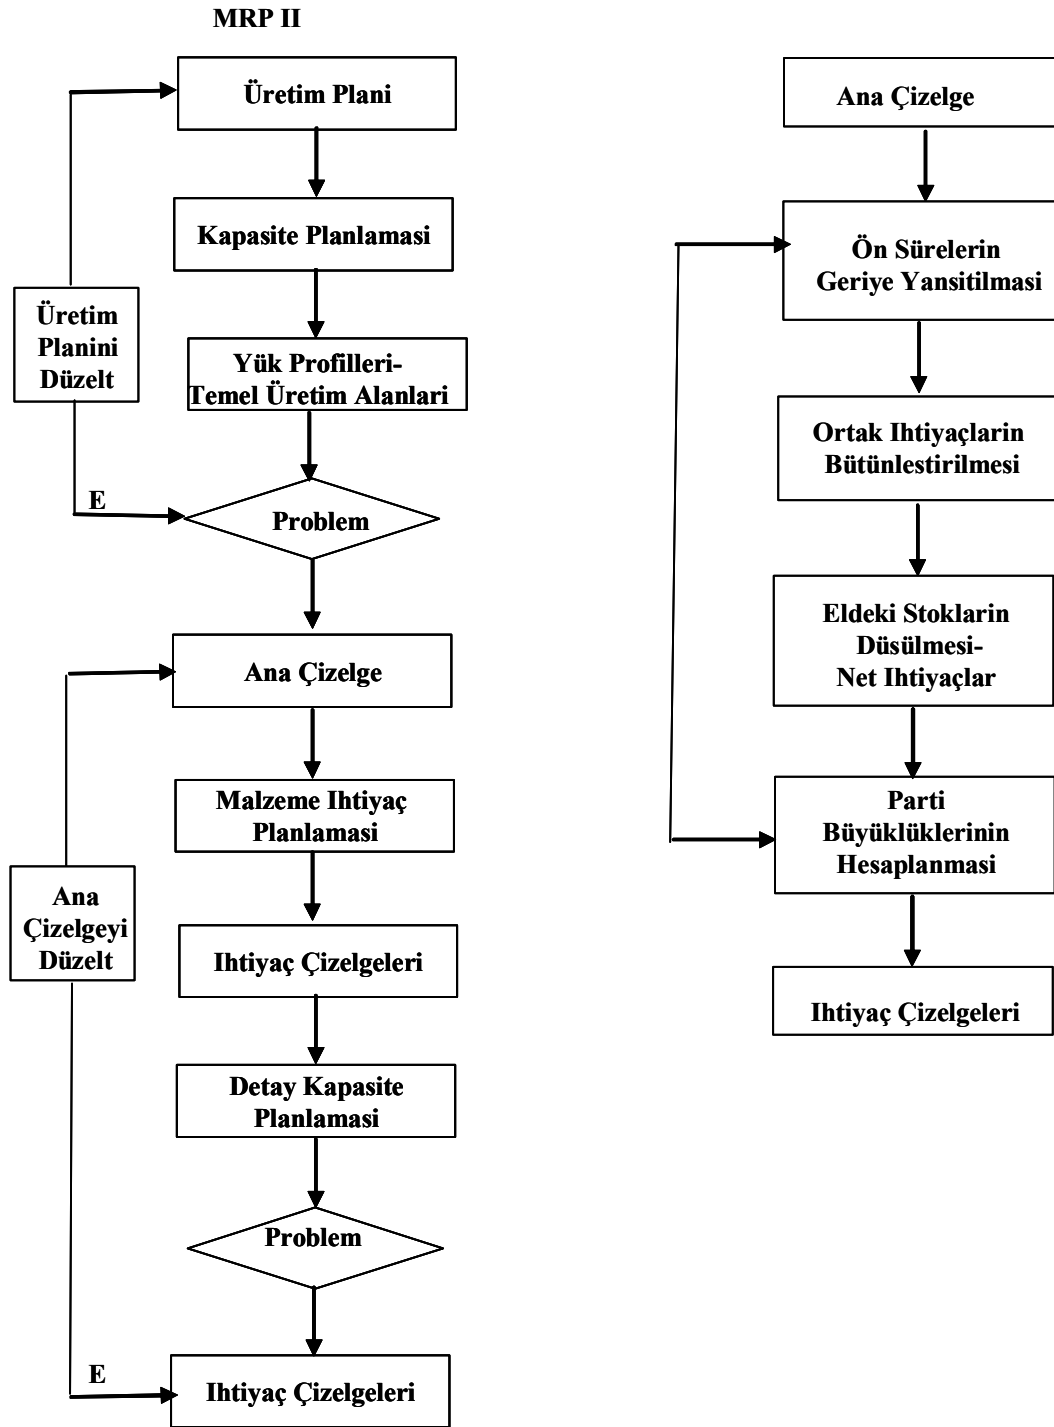 MRP II
Üretim Plani
Kapasite Planlamasi
Üretim
Planini
Düzelt
Yük Profilleri-
Temel Üretim Alanlari
E
Problem
Ana Çizelge
Malzeme Ihtiyaç
Planlamasi
Ana
Çizelgeyi
Düzelt
Ihtiyaç Çizelgeleri
Detay Kapasite
Planlamasi
Problem
E
Ihtiyaç Çizelgeleri
Ana Çizelge
Ön Sürelerin
Geriye Yansitilmasi
Ortak Ihtiyaçlarin
Bütünlestirilmesi
Eldeki Stoklarin
Düsülmesi-
Net Ihtiyaçlar
Parti
Büyüklüklerinin
Hesaplanmasi
Ihtiyaç Çizelgeleri